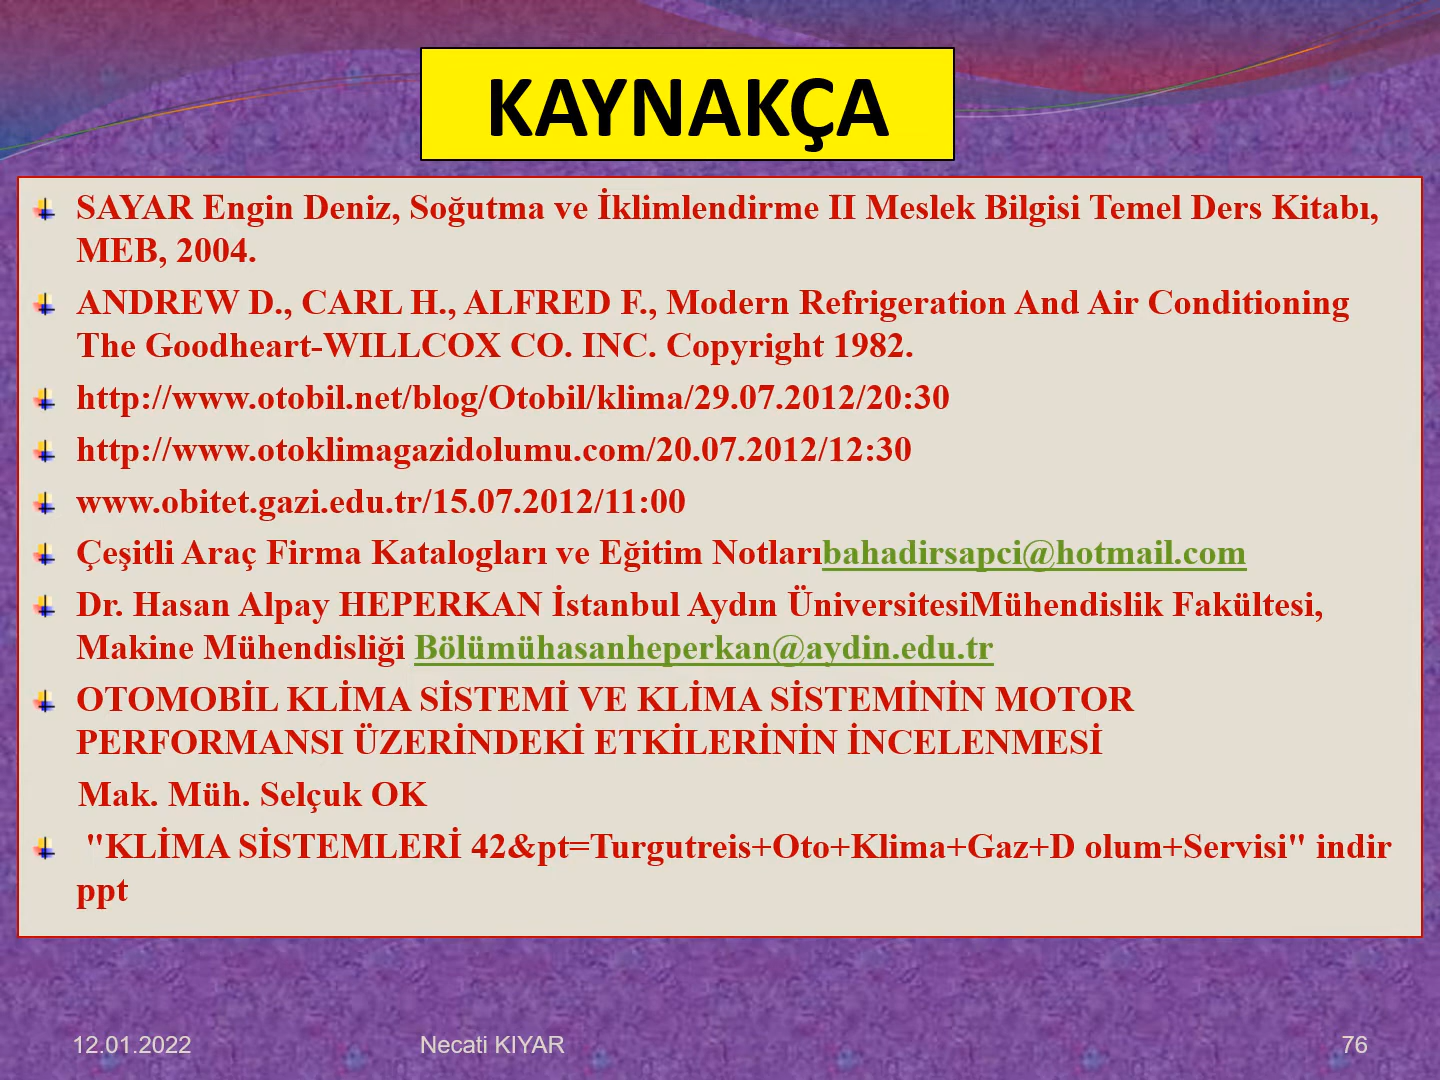 KAYNAKÇA
SAYAR Engin Deniz, Soğutma ve İklimlendirme II Meslek Bilgisi Temel Ders Kitabı,
MEB, 2004.
ANDREW D., CARL H., ALFRED F., Modern Refrigeration And Air Conditioning
The Goodheart-WILLCOX CO. INC. Copyright 1982.
http://www.otobil.net/blog/Otobil/klima/29.07.2012/20:30
http://www.otoklimagazidolumu.com/20.07.2012/12:30
www.obitet.gazi.edu.tr/15.07.2012/11:00
Çeşitli Araç Firma Katalogları ve Eğitim Notlarıbahadirsapci@hotmail.com
Dr. Hasan Alpay HEPERKAN İstanbul Aydın ÜniversitesiMühendislik Fakültesi,
Makine Mühendisliği Bölümühasanheperkan@aydin.edu.tr
OTOMOBİL KLİMA SİSTEMİ VE KLİMA SİSTEMİNİN MOTOR
PERFORMANSI ÜZERİNDEKİ ETKİLERİNİN İNCELENMESİ
Mak. Müh. Selçuk OK
"KLİMA SİSTEMLERİ 42&pt=Turgutreis+Oto+Klima+Gaz+D olum+Servisi" indir
ppt
12.01.2022 Necati KIYAR 76